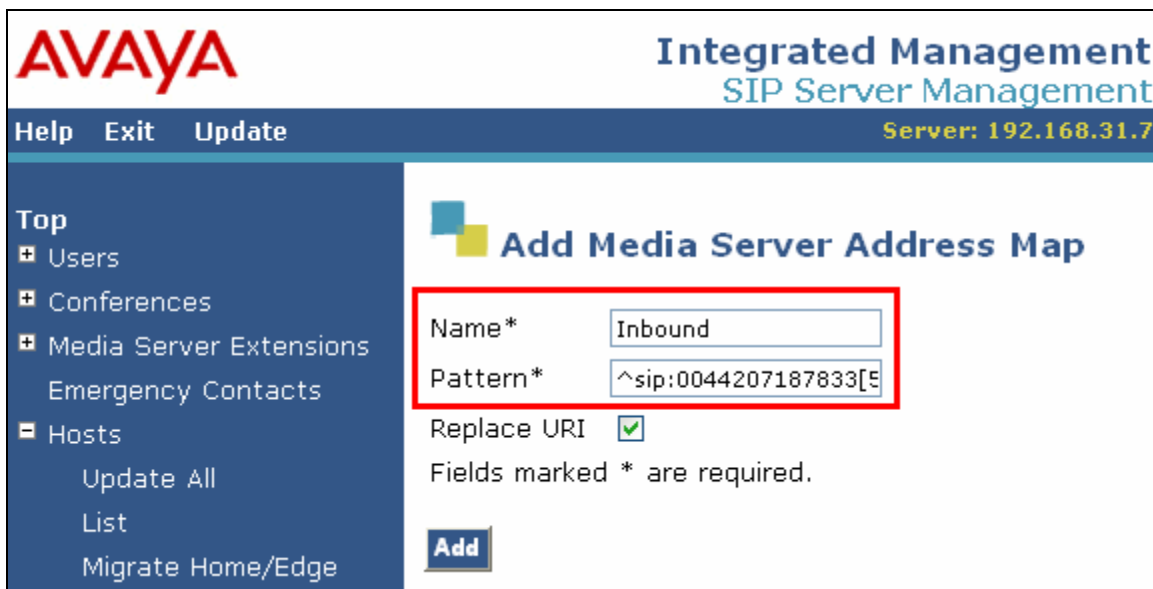 AVAYA
Integrated Management
SIP Server Management
Help Exit Update
Server: 192.168.31.7
Top
Users
Conferences
Media Server Extensions
Emergency Contacts
Hosts
Update All
List
Migrate Home/Edge
Add Media Server Address Map
Name* Inbound
Pattern* ^sip:0044207187833[5
Replace URI
Fields marked * are required.
Add